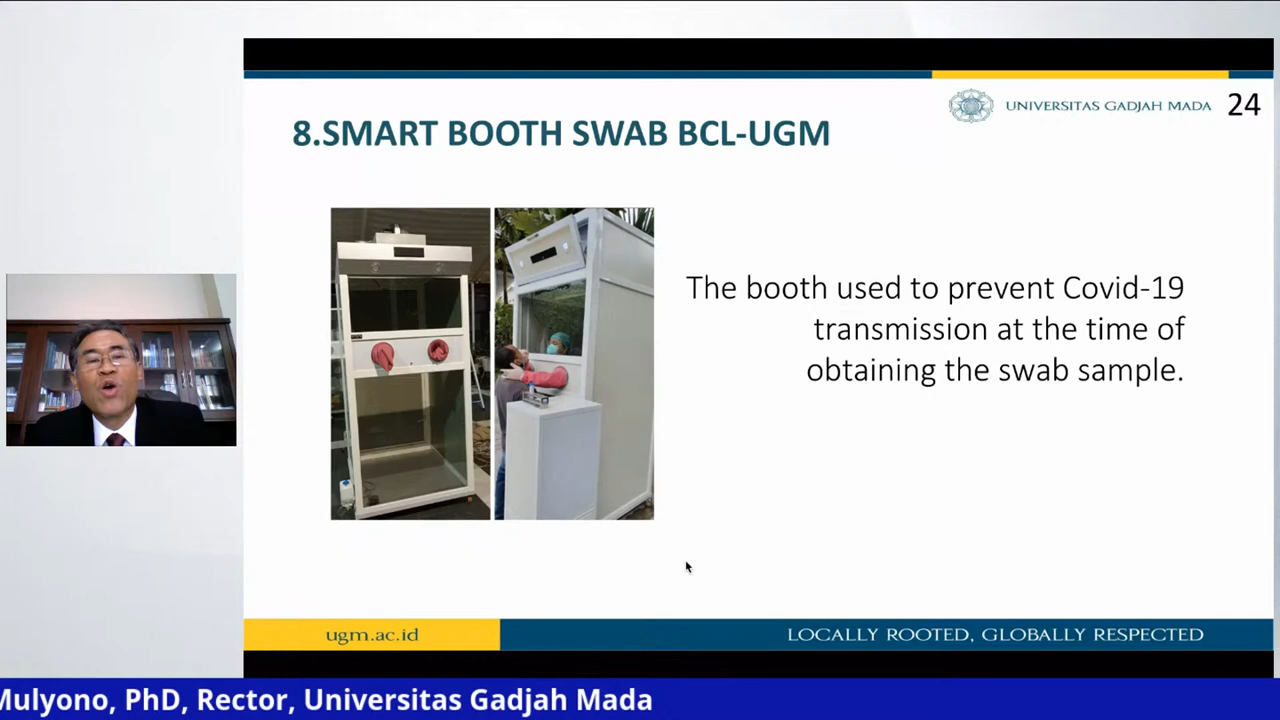 UNIVERSITAS GADJAH MADA 24
8.SMART BOOTH SWAB BCL-UGM
The booth used to prevent Covid-19
transmission at the time of
obtaining the swab sample.
ugm.ac.id
LOCALLY ROOTED, GLOBALLY RESPECTED
Mulyono, PhD, Rector, Universitas Gadjah Mada